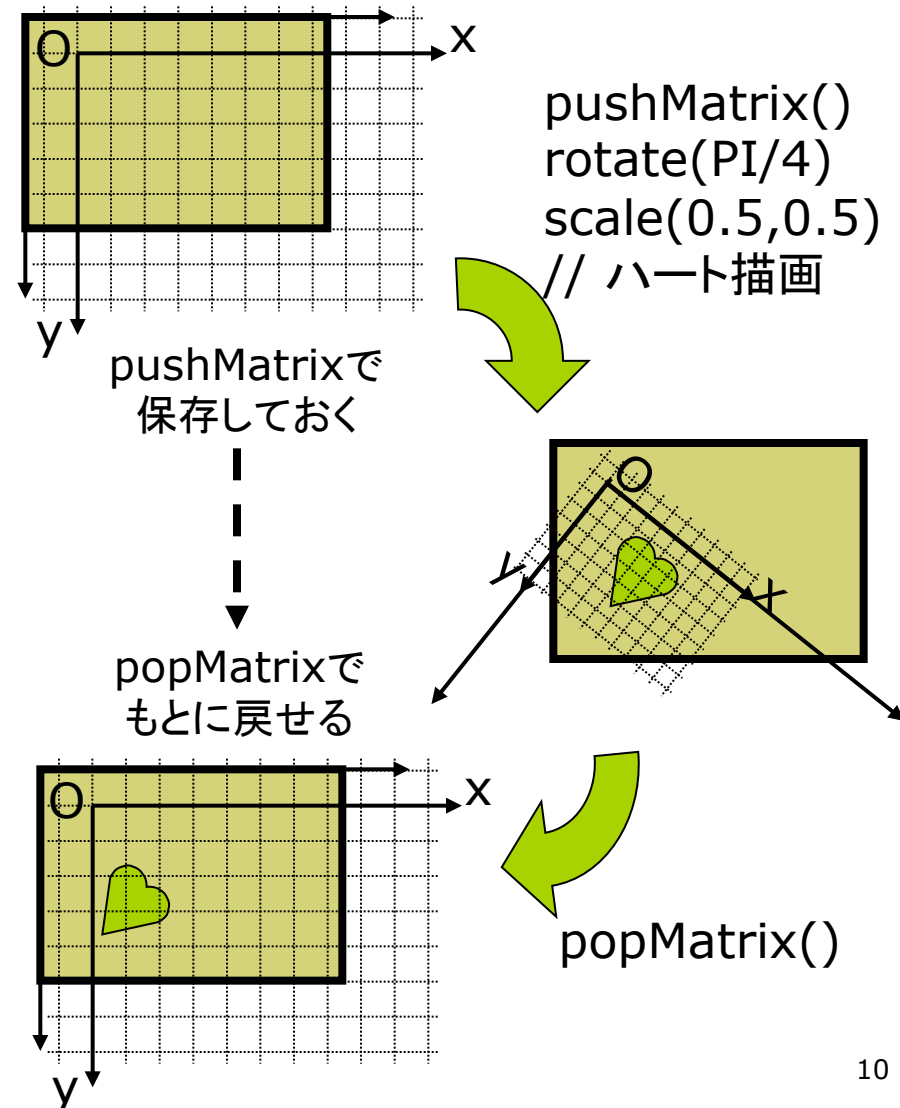 O
x
y
pushMatrix()
rotate(PI/4)
scale(0.5,0.5)
// ハート描画
pushMatrixで
保存しておく
O
y
x
popMatrixで
もとに戻せる
O
x
y
popMatrix()
10